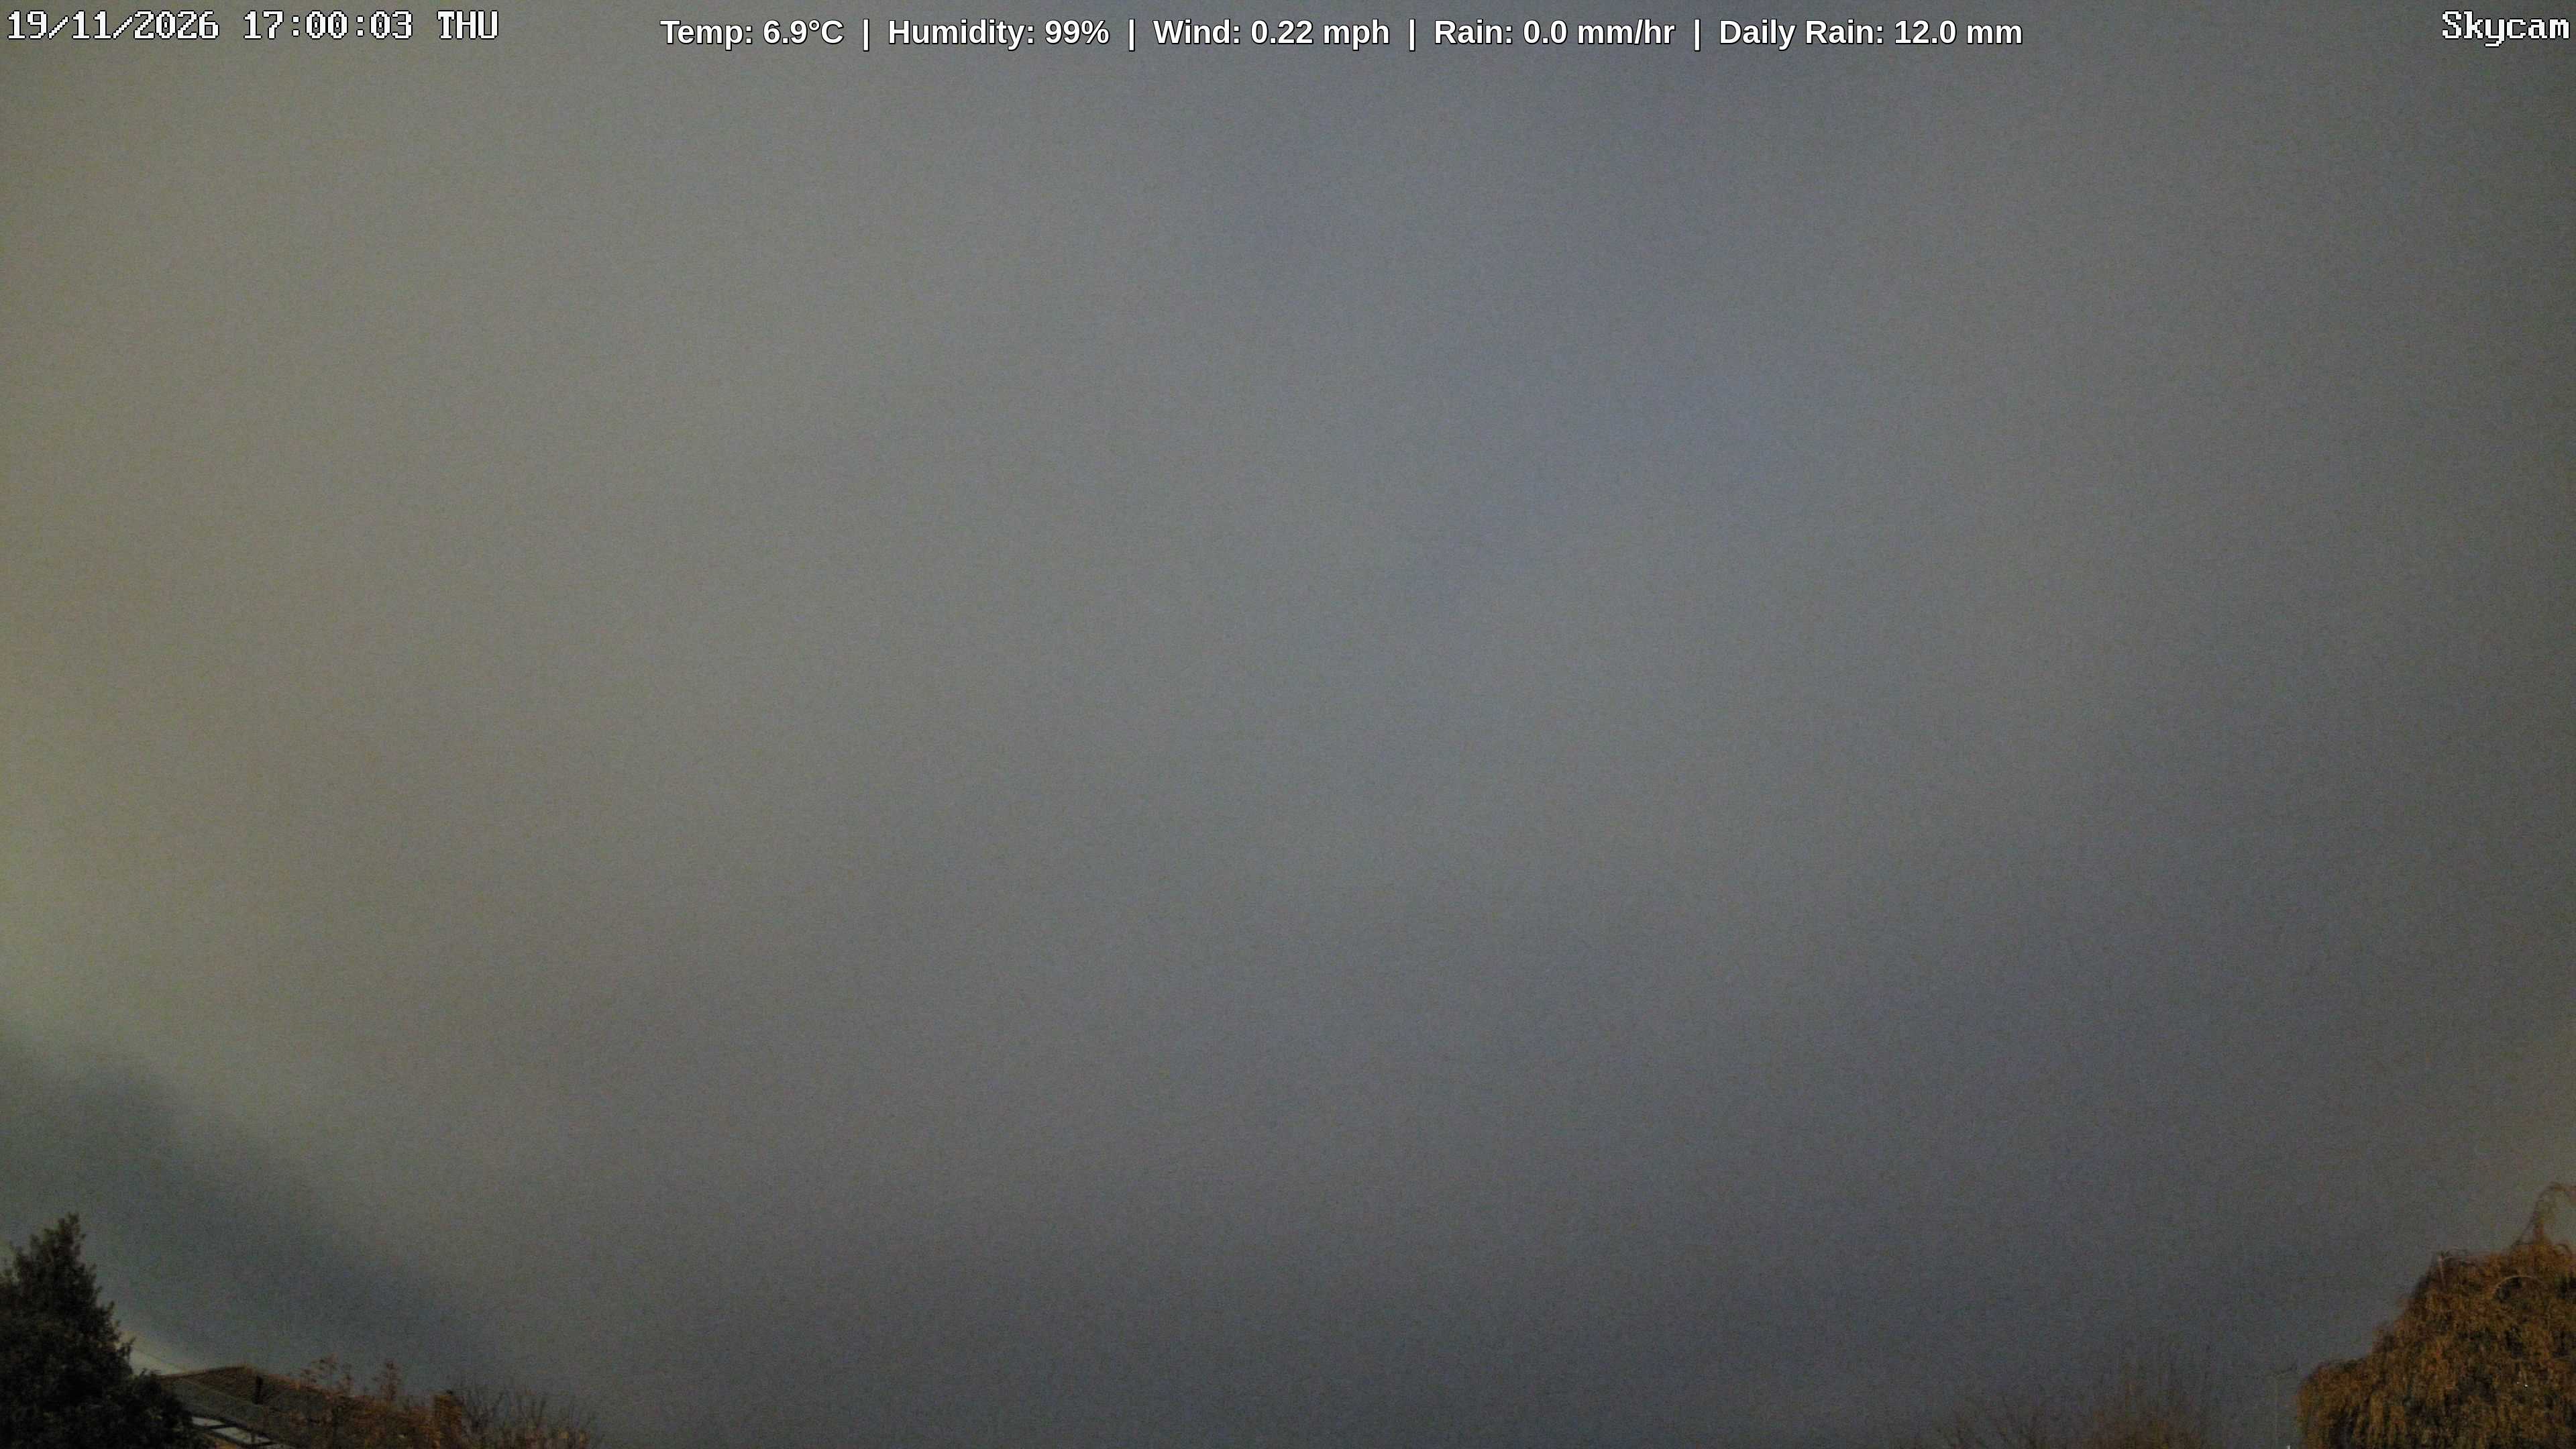 19/11/2026 17:00:03 THU
Temp: 6.9°C | Humidity: 99% | Wind: 0.22 mph | Rain: 0.0 mm/hr | Daily Rain: 12.0 mm
Skycam